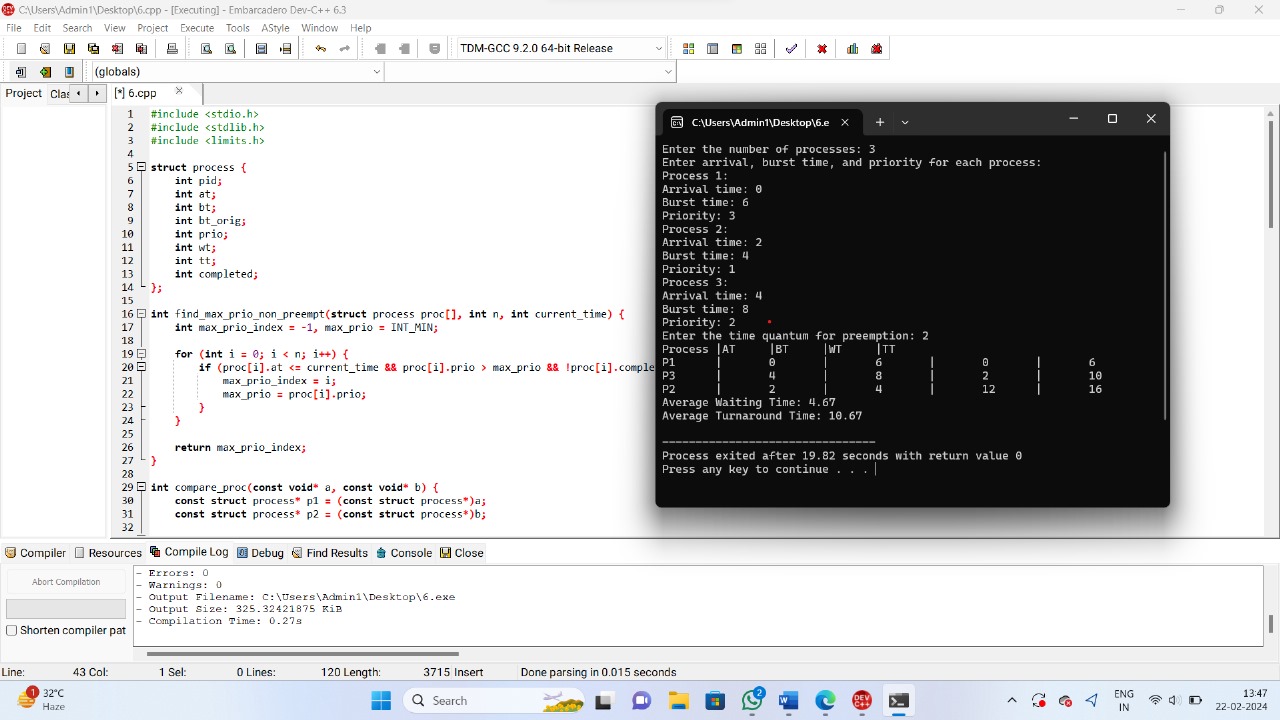 C:\Users\Admin1\Desktop\6.cpp - [Executing] - Embarcadero Dev-C++ 6.3
File Edit Search View Project Execute Tools AStyle Window Help
TDM-GCC 9.2.0 64-bit Release
(globals)
Project Clas [*] 6.cpp
1 #include <stdio.h>
2 #include <stdlib.h>
3 #include <limits.h>
4
5 struct process {
6 int pid;
7 int at;
8 int bt;
9 int bt_orig;
10 int prio;
11 int wt;
12 int tt;
13 int completed;
14 };
15
16 int find_max_prio_non_preempt(struct process proc[], int n, int current_time) {
17 int max_prio_index = -1, max_prio = INT_MIN;
18
19 for (int i = 0; i < n; i++) {
20 if (proc[i].at <= current_time && proc[i].prio > max_prio && !proc[i].comple
21 max_prio_index = i;
22 max_prio = proc[i].prio;
23 }
24 }
25
26 return max_prio_index;
27 }
28
29 int compare_proc(const void* a, const void* b) {
30 const struct process* p1 = (const struct process*)a;
31 const struct process* p2 = (const struct process*)b;
32
C:\Users\Admin1\Desktop\6.e
Enter the number of processes: 3
Enter arrival, burst time, and priority for each process:
Process 1:
Arrival time: 0
Burst time: 6
Priority: 3
Process 2:
Arrival time: 2
Burst time: 4
Priority: 1
Process 3:
Arrival time: 4
Burst time: 8
Priority: 2
Enter the time quantum for preemption: 2
Process |AT |BT |WT |TT
P1 | 0 | 6 | 0 | 6
P3 | 4 | 8 | 2 | 10
P2 | 2 | 4 | 12 | 16
Average Waiting Time: 4.67
Average Turnaround Time: 10.67
--------------------------------
Process exited after 19.82 seconds with return value 0
Press any key to continue . . .
Compiler Resources Compile Log Debug Find Results Console Close
Abort Compilation
Shorten compiler pat
- Errors: 0
- Warnings: 0
- Output Filename: C:\Users\Admin1\Desktop\6.exe
- Output Size: 325.32421875 KiB
- Compilation Time: 0.27s
Line: 43 Col: 1 Sel: 0 Lines: 120 Length: 3715 Insert Done parsing in 0.015 seconds
1
32°C
Haze
Search
2
DEV C++
ENG
IN
13:47
22-02-2024